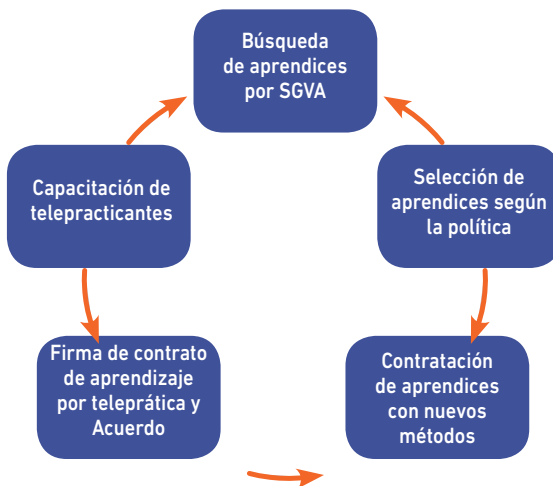 Búsqueda
de aprendices
por SGVA
Capacitación de
telepracticantes
Selección de
aprendices según
la política
Firma de contrato
de aprendizaje
por teleprática y
Acuerdo
Contratación
de aprendices
con nuevos
métodos